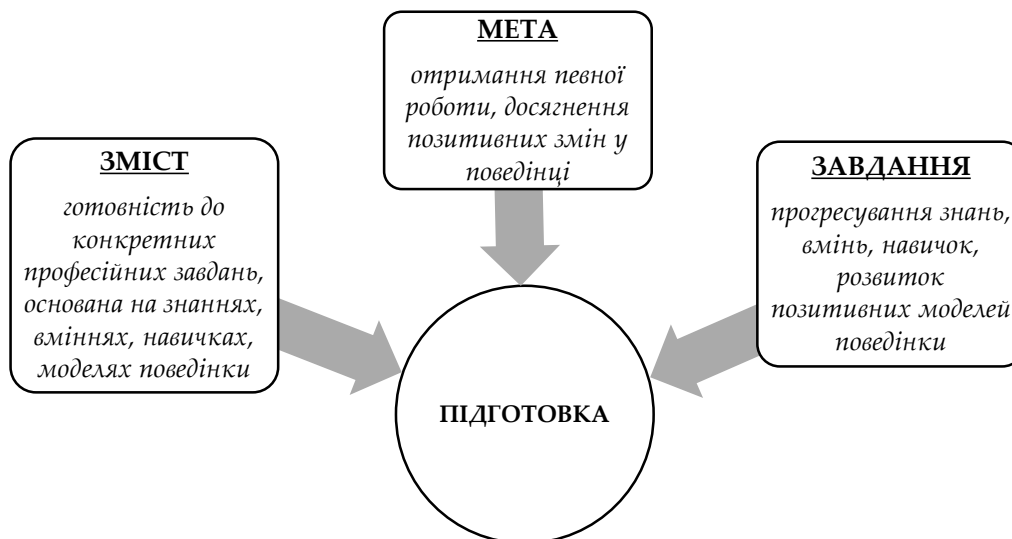 МЕТА
отримання певної
роботи, досягнення
позитивних змін у
поведінці
ЗМІСТ
готовність до
конкретних
професійних завдань,
основана на знаннях,
вміннях, навичках,
моделях поведінки
ЗАВДАННЯ
прогресування знань,
вмінь, навичок,
розвиток
позитивних моделей
поведінки
ПІДГОТОВКА